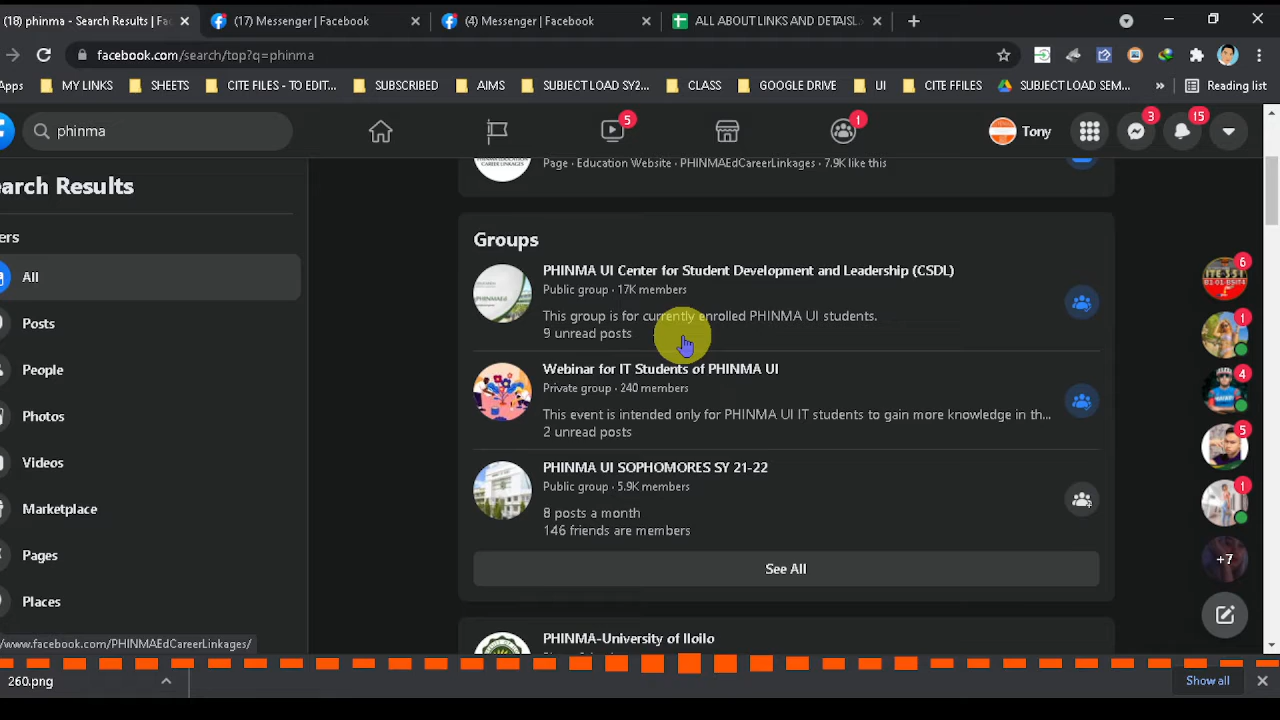 (18) phinma - Search Results | Fa
(17) Messenger | Facebook
(4) Messenger | Facebook
ALL ABOUT LINKS AND DETAISL
facebook.com/search/top?q=phinma
Apps
MY LINKS
SHEETS
CITE FILES - TO EDIT...
SUBSCRIBED
AIMS
SUBJECT LOAD SY2...
CLASS
GOOGLE DRIVE
UI
CITE FFILES
SUBJECT LOAD SEM...
»
Reading list
phinma
5
1
Tony
3
15
earch Results
ers
All
Posts
People
Photos
Videos
Marketplace
Pages
Places
Page · Education Website · PHINMAEdCareerLinkages · 7.9K like this
Groups
PHINMA UI Center for Student Development and Leadership (CSDL)
Public group · 17K members
This group is for currently enrolled PHINMA UI students.
9 unread posts
Webinar for IT Students of PHINMA UI
Private group · 240 members
This event is intended only for PHINMA UI IT students to gain more knowledge in th...
2 unread posts
PHINMA UI SOPHOMORES SY 21-22
Public group · 5.9K members
8 posts a month
146 friends are members
See All
PHINMA-University of Iloilo
6
1
4
5
1
+7
/www.facebook.com/PHINMAEdCareerLinkages/
260.png
Show all